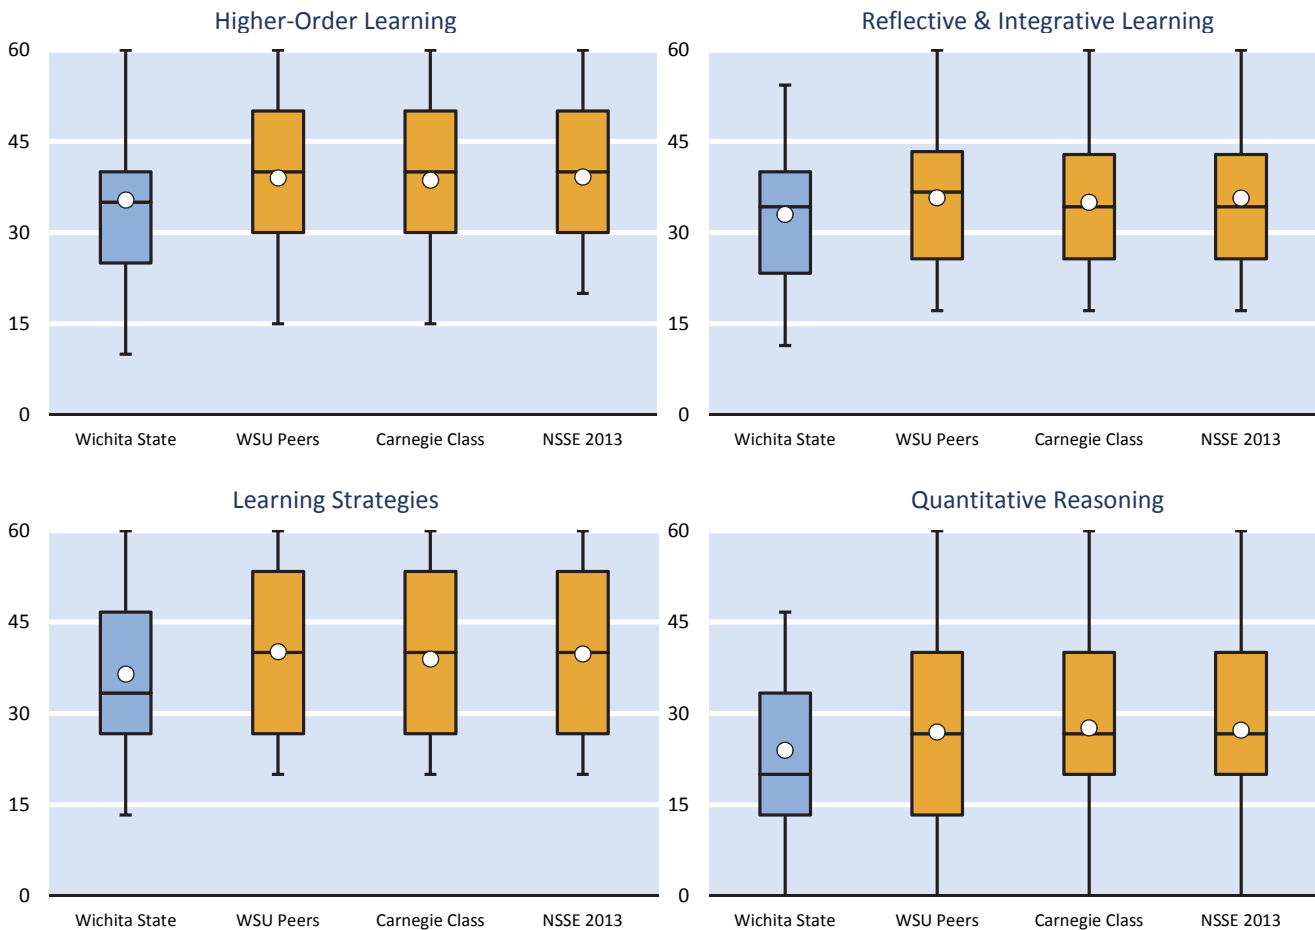 Higher-Order Learning
60
45
30
15
0
Wichita State WSU Peers Carnegie Class NSSE 2013
Reflective & Integrative Learning
60
45
30
15
0
Wichita State WSU Peers Carnegie Class NSSE 2013
Learning Strategies
60
45
30
15
0
Wichita State WSU Peers Carnegie Class NSSE 2013
Quantitative Reasoning
60
45
30
15
0
Wichita State WSU Peers Carnegie Class NSSE 2013